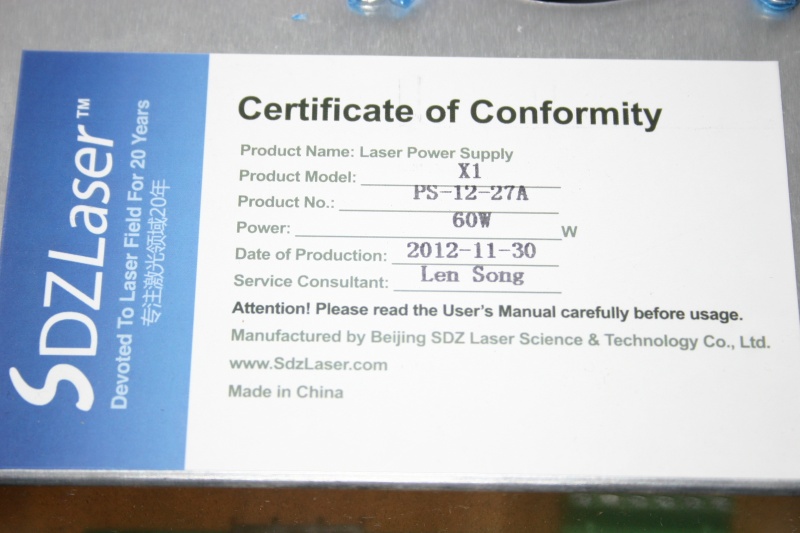 SDZLaser™
Devoted To Laser Field For 20 Years
专注激光领域20年
Certificate of Conformity
Product Name: Laser Power Supply
Product Model: X1
Product No.: PS-12-27A
Power: 60W W
Date of Production: 2012-11-30
Service Consultant: Len Song
Attention! Please read the User's Manual carefully before usage.
Manufactured by Beijing SDZ Laser Science & Technology Co., Ltd.
www.SdzLaser.com
Made in China